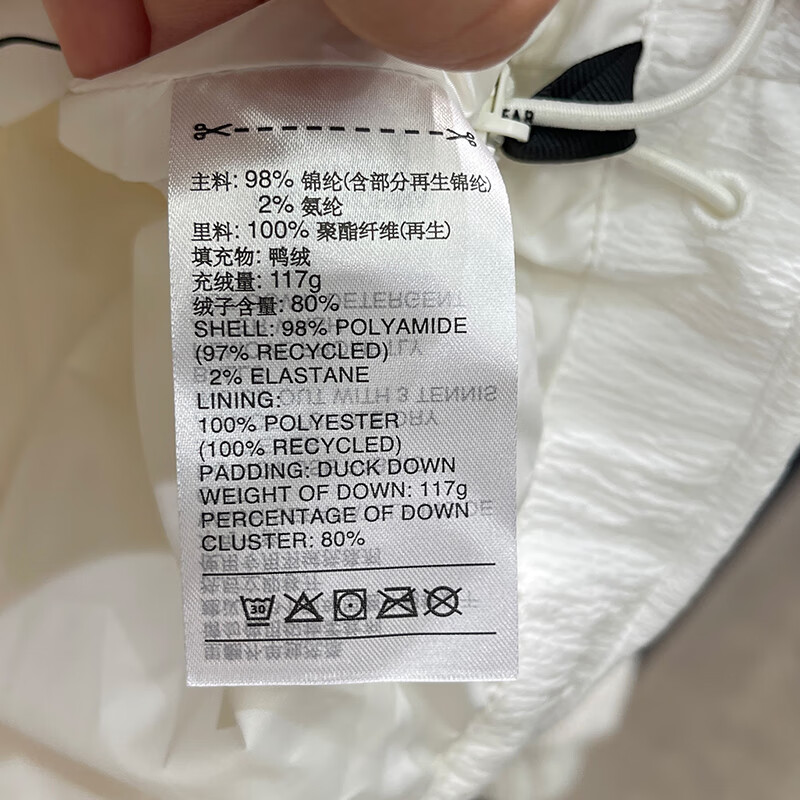 主料: 98% 锦纶(含部分再生锦纶)
2% 氨纶
里料: 100% 聚酯纤维(再生)
填充物: 鸭绒
充绒量: 117g
绒子含量: 80%
SHELL: 98% POLYAMIDE
(97% RECYCLED)
2% ELASTANE
LINING:
100% POLYESTER
(100% RECYCLED)
PADDING: DUCK DOWN
WEIGHT OF DOWN: 117g
PERCENTAGE OF DOWN
CLUSTER: 80%
30